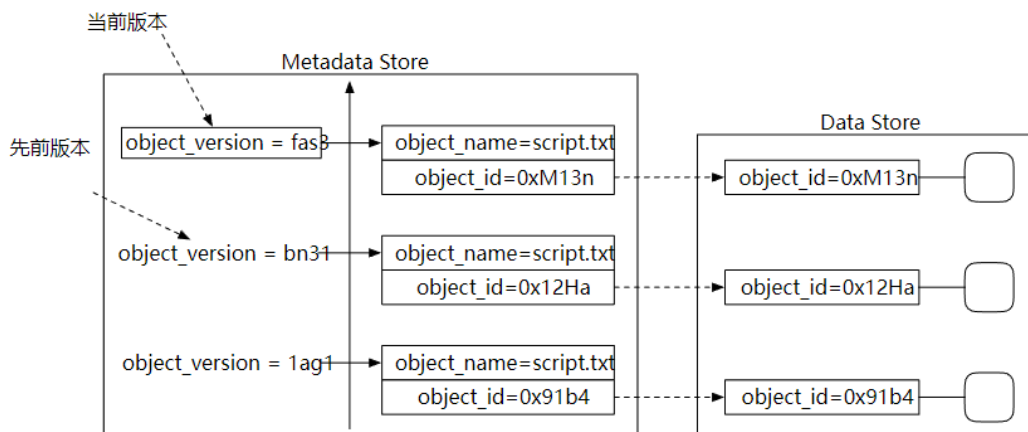 当前版本
Metadata Store
Data Store
先前版本
object_version = fas3
object_name=script.txt
object_id=0xM13n
object_id=0xM13n
object_version = bn31
object_name=script.txt
object_id=0x12Ha
object_id=0x12Ha
object_version = 1ag1
object_name=script.txt
object_id=0x91b4
object_id=0x91b4